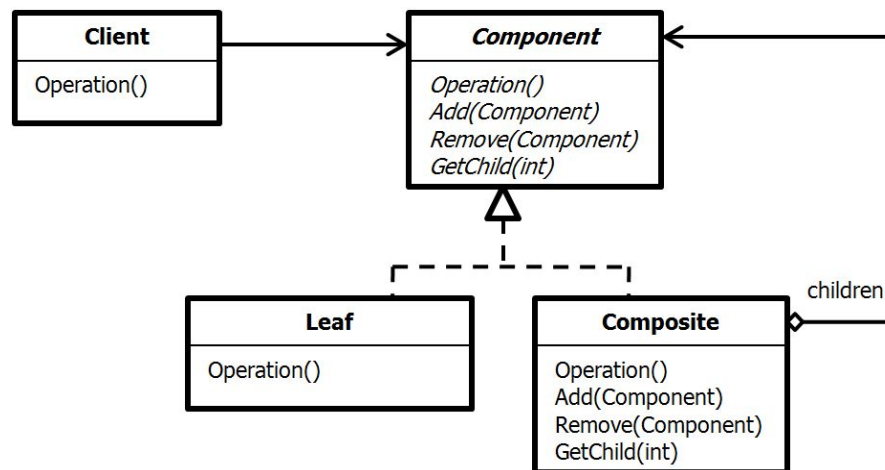 Client
Operation()
Component
Operation()
Add(Component)
Remove(Component)
GetChild(int)
Leaf
Operation()
children
Composite
Operation()
Add(Component)
Remove(Component)
GetChild(int)